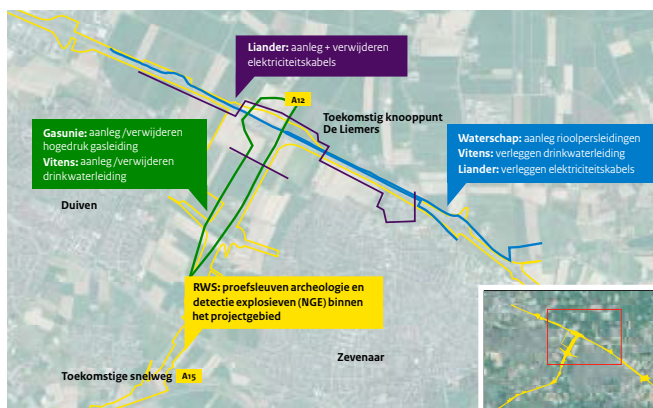 Liander: aanleg + verwijderen
elektriciteitskabels
A12
Toekomstig knooppunt
De Liemers
Gasunie: aanleg /verwijderen
hogedruk gasleiding
Vitens: aanleg /verwijderen
drinkwaterleiding
Waterschap: aanleg rioolpersleidingen
Vitens: verleggen drinkwaterleiding
Liander: verleggen elektriciteitskabels
Duiven
RWS: proefsleuven archeologie en
detectie explosieven (NGE) binnen
het projectgebied
Zevenaar
Toekomstige snelweg A15